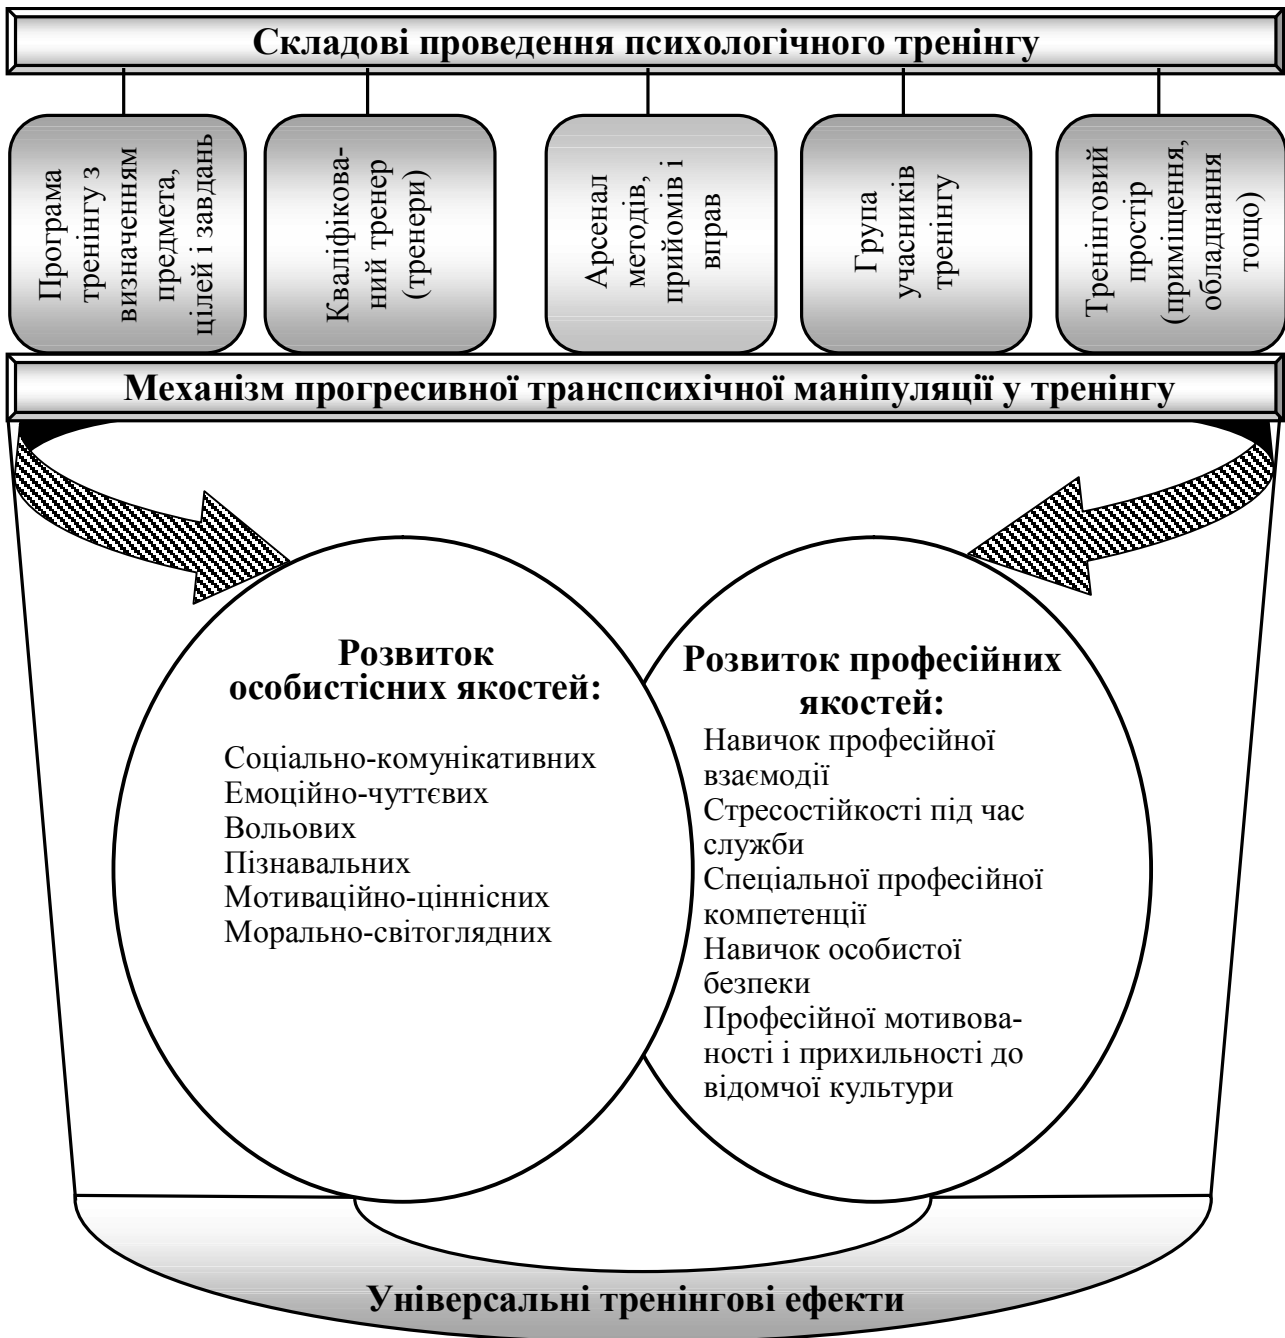 Складові проведення психологічного тренінгу
Програма
тренінгу з
визначенням
предмета,
цілей і завдань
Кваліфікова-
ний тренер
(тренери)
Арсенал
методів,
прийомів і
вправ
Група
учасників
тренінгу
Тренінговий
простір
(приміщення,
обладнання
тощо)
Механізм прогресивної транспсихічної маніпуляції у тренінгу
Розвиток
особистісних якостей:
Соціально-комунікативних
Емоційно-чуттєвих
Вольових
Пізнавальних
Мотиваційно-ціннісних
Морально-світоглядних
Розвиток професійних
якостей:
Навичок професійної
взаємодії
Стресостійкості під час
служби
Спеціальної професійної
компетенції
Навичок особистої
безпеки
Професійної мотивова-
ності і прихильності до
відомчої культури
Універсальні тренінгові ефекти